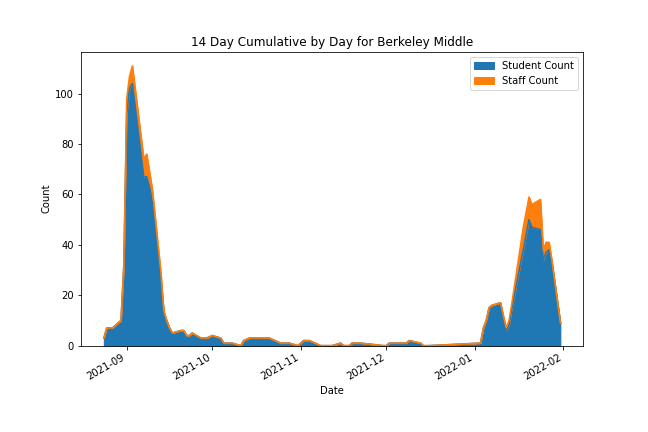 14 Day Cumulative by Day for Berkeley Middle
Student Count
Staff Count
100
80
60
40
20
0
Count
2021-09
2021-10
2021-11
2021-12
2022-01
2022-02
Date